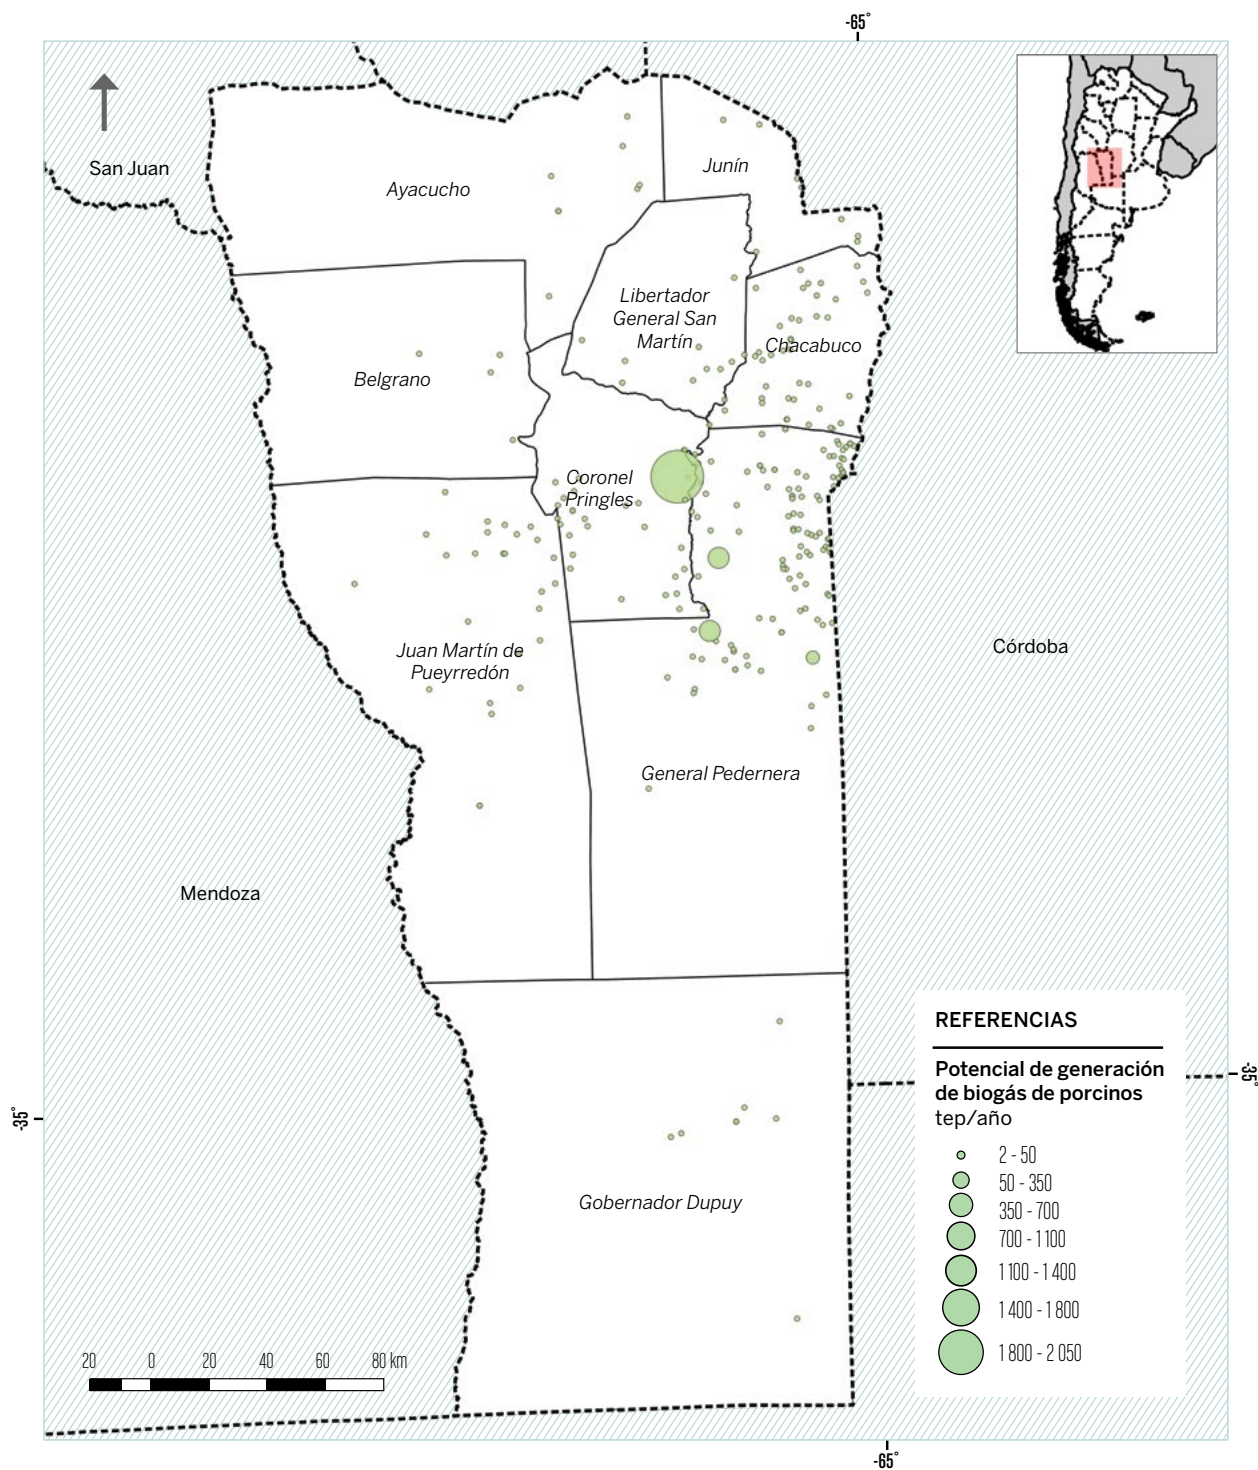 -65°
San Juan
Ayacucho
Junín
Libertador
General San
Martín
Chacabuco
Belgrano
Coronel
Pringles
Juan Martín de
Pueyrredón
Córdoba
General Pedernera
Mendoza
REFERENCIAS
Potencial de generación
de biogás de porcinos
tep/año
2 - 50
50 - 350
350 - 700
700 - 1 100
1 100 - 1 400
1 400 - 1 800
1 800 - 2 050
-35°
-35°
Gobernador Dupuy
20 0 20 40 60 80 km
-65°